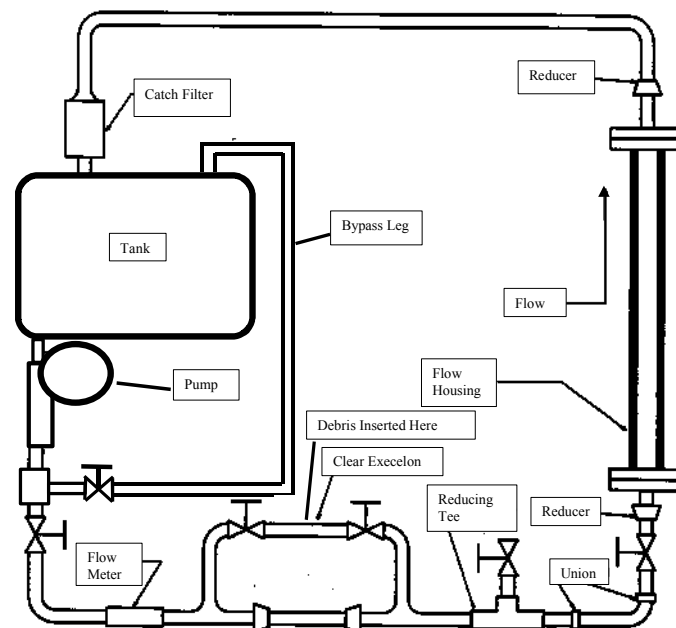 Reducer
Catch Filter
Bypass Leg
Tank
Flow
Flow
Housing
Pump
Debris Inserted Here
Clear Execelon
Reducing
Tee
Reducer
Flow
Meter
Union